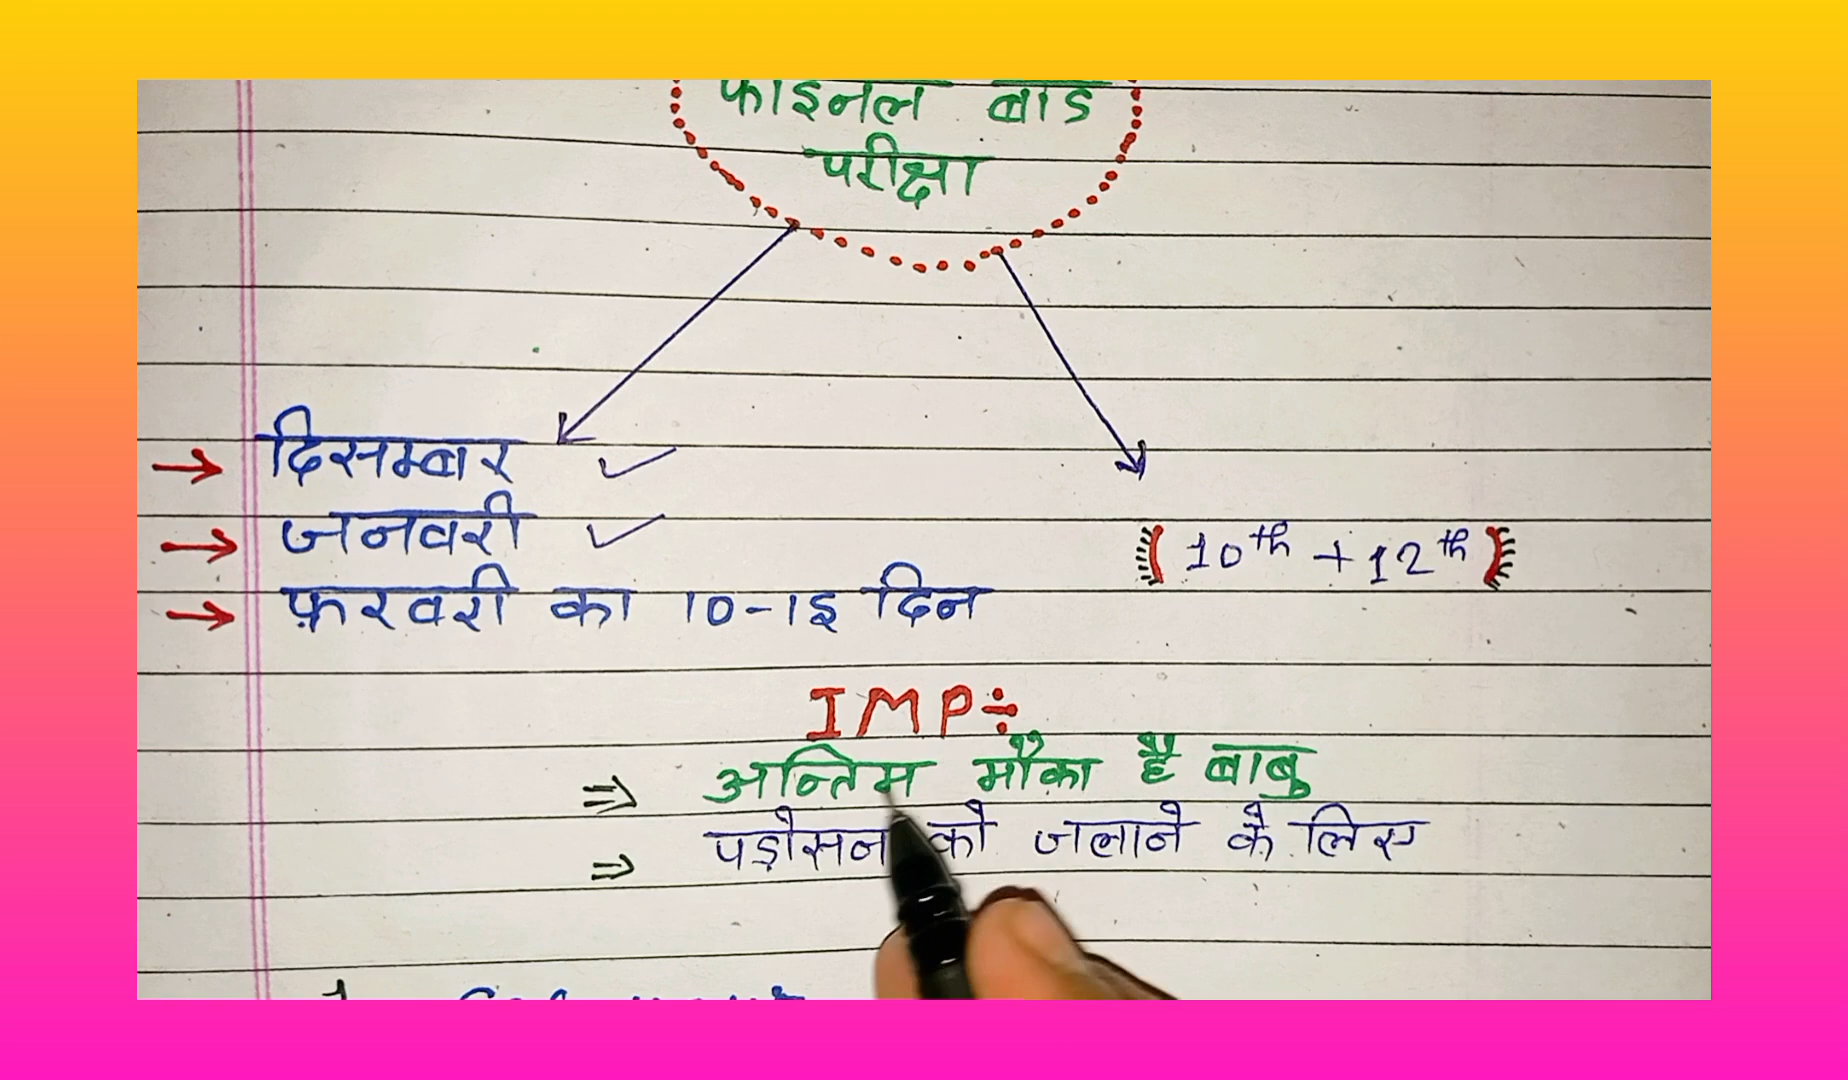 फाइनल बोर्ड
परीक्षा
→ दिसम्बर ✓
→ जनवरी ✓
(10th + 12th)
→ फ़रवरी का 10-15 दिन
IMP÷
⇒ अन्तिम मौका है बाबु
⇒ पड़ोसन को जलाने के लिए